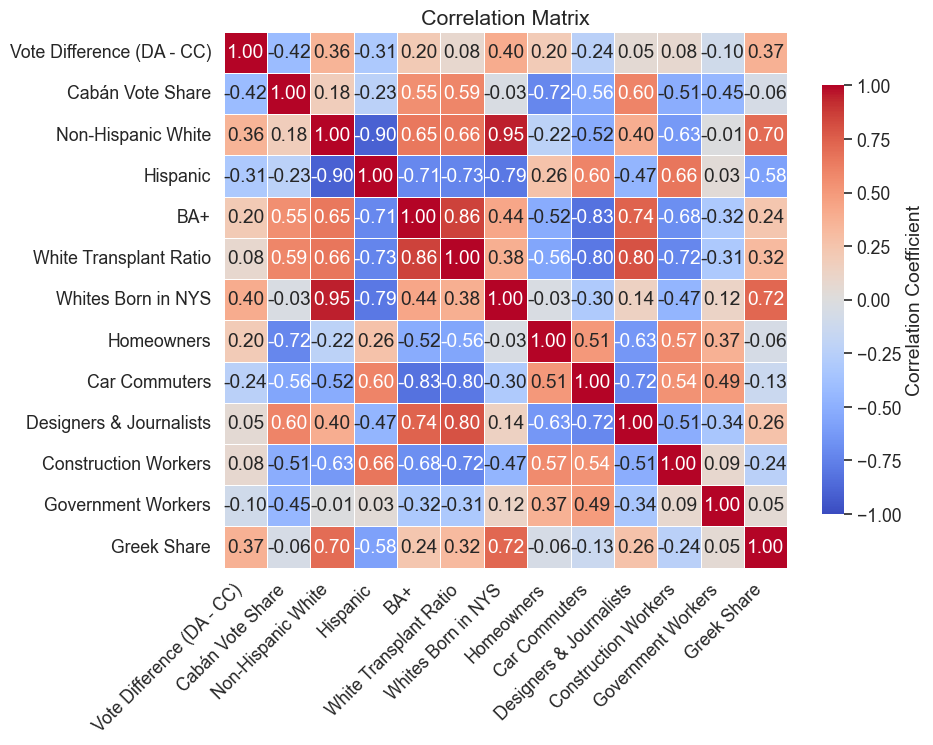 Correlation Matrix
Vote Difference (DA - CC) 1.00 -0.42 0.36 -0.31 0.20 0.08 0.40 0.20 -0.24 0.05 0.08 -0.10 0.37
Cabán Vote Share -0.42 1.00 0.18 -0.23 0.55 0.59 -0.03 -0.72 -0.56 0.60 -0.51 -0.45 -0.06
Non-Hispanic White 0.36 0.18 1.00 -0.90 0.65 0.66 0.95 -0.22 -0.52 0.40 -0.63 -0.01 0.70
Hispanic -0.31 -0.23 -0.90 1.00 -0.71 -0.73 -0.79 0.26 0.60 -0.47 0.66 0.03 -0.58
BA+ 0.20 0.55 0.65 -0.71 1.00 0.86 0.44 -0.52 -0.83 0.74 -0.68 -0.32 0.24
White Transplant Ratio 0.08 0.59 0.66 -0.73 0.86 1.00 0.38 -0.56 -0.80 0.80 -0.72 -0.31 0.32
Whites Born in NYS 0.40 -0.03 0.95 -0.79 0.44 0.38 1.00 -0.03 -0.30 0.14 -0.47 0.12 0.72
Homeowners 0.20 -0.72 -0.22 0.26 -0.52 -0.56 -0.03 1.00 0.51 -0.63 0.57 0.37 -0.06
Car Commuters -0.24 -0.56 -0.52 0.60 -0.83 -0.80 -0.30 0.51 1.00 -0.72 0.54 0.49 -0.13
Designers & Journalists 0.05 0.60 0.40 -0.47 0.74 0.80 0.14 -0.63 -0.72 1.00 -0.51 -0.34 0.26
Construction Workers 0.08 -0.51 -0.63 0.66 -0.68 -0.72 -0.47 0.57 0.54 -0.51 1.00 0.09 -0.24
Government Workers -0.10 -0.45 -0.01 0.03 -0.32 -0.31 0.12 0.37 0.49 -0.34 0.09 1.00 0.05
Greek Share 0.37 -0.06 0.70 -0.58 0.24 0.32 0.72 -0.06 -0.13 0.26 -0.24 0.05 1.00
Vote Difference (DA - CC)
Cabán Vote Share
Non-Hispanic White
Hispanic
BA+
White Transplant Ratio
Whites Born in NYS
Homeowners
Car Commuters
Designers & Journalists
Construction Workers
Government Workers
Greek Share
1.00
0.75
0.50
0.25
0.00
−0.25
−0.50
−0.75
−1.00
Correlation Coefficient